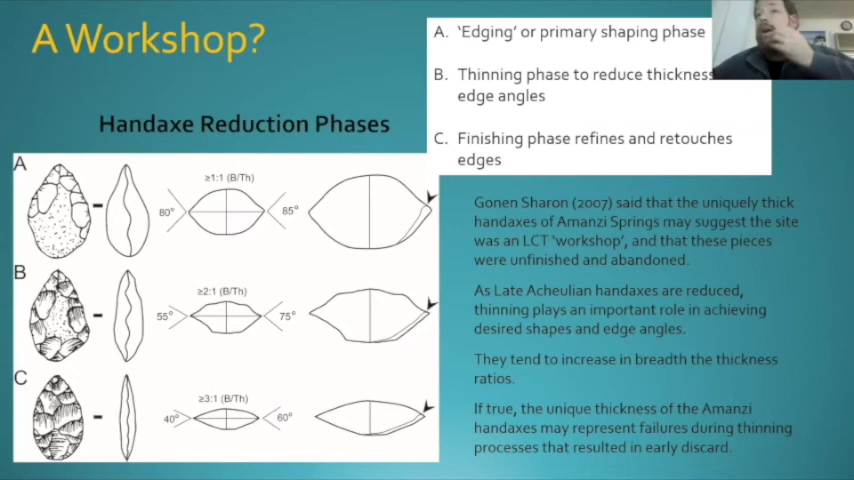 A Workshop?
Handaxe Reduction Phases
A. 'Edging' or primary shaping phase
B. Thinning phase to reduce thickness
edge angles
C. Finishing phase refines and retouches
edges
A
≥1:1 (B/Th)
80°
85°
B
≥2:1 (B/Th)
55°
75°
C
≥3:1 (B/Th)
40°
60°
Gonen Sharon (2007) said that the uniquely thick
handaxes of Amanzi Springs may suggest the site
was an LCT 'workshop', and that these pieces
were unfinished and abandoned.
As Late Acheulian handaxes are reduced,
thinning plays an important role in achieving
desired shapes and edge angles.
They tend to increase in breadth the thickness
ratios.
If true, the unique thickness of the Amanzi
handaxes may represent failures during thinning
processes that resulted in early discard.